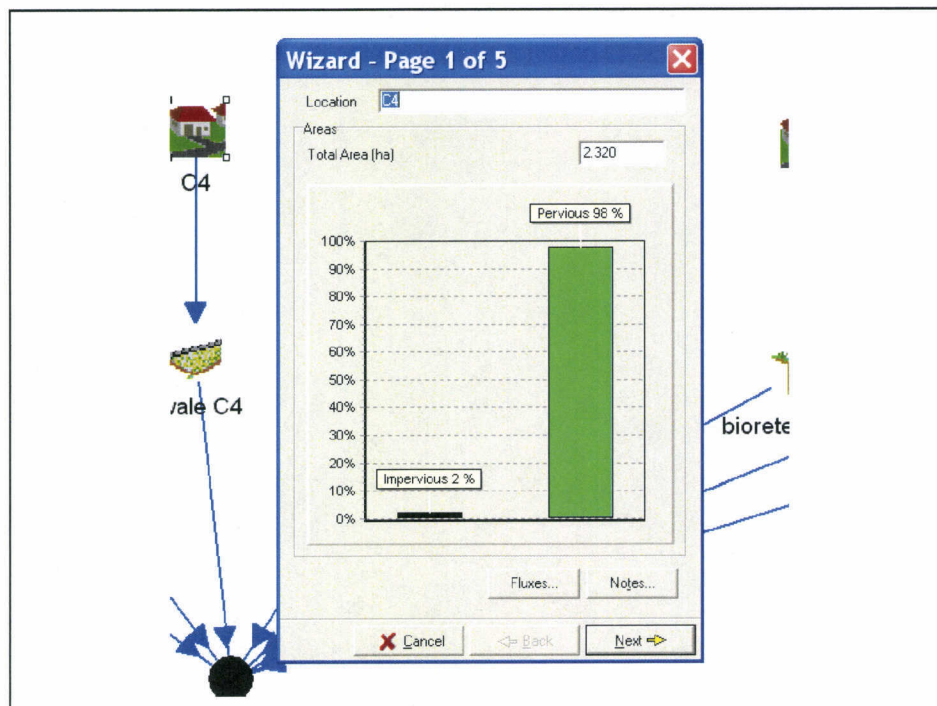 Wizard - Page 1 of 5
Location C4
Areas
Total Area (ha) 2.320
C4
Pervious 98 %
100%
90%
80%
70%
60%
50%
40%
30%
20%
10%
0%
Impervious 2 %
vale C4
biorete
Fluxes... Notes...
Cancel Back Next